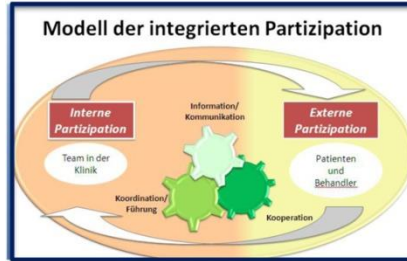 Modell der integrierten Partizipation
Interne
Partizipation
Team in der
Klinik
Information/
Kommunikation
Koordination/
Führung
Kooperation
Externe
Partizipation
Patienten
und
Behandler